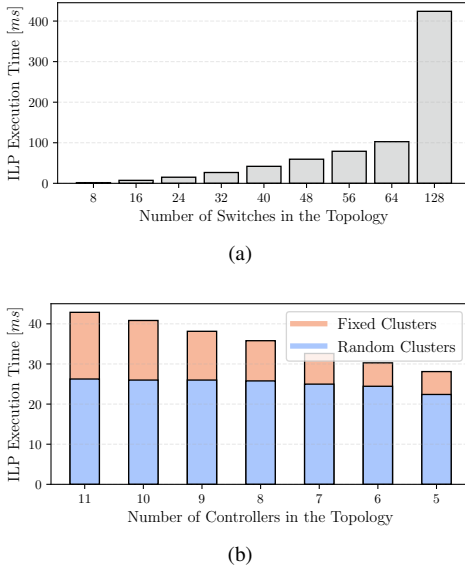 400
300
200
100
0
ILP Execution Time [ms]
8 16 24 32 40 48 56 64 128
Number of Switches in the Topology
(a)
40
30
20
10
0
ILP Execution Time [ms]
Fixed Clusters
Random Clusters
11 10 9 8 7 6 5
Number of Controllers in the Topology
(b)